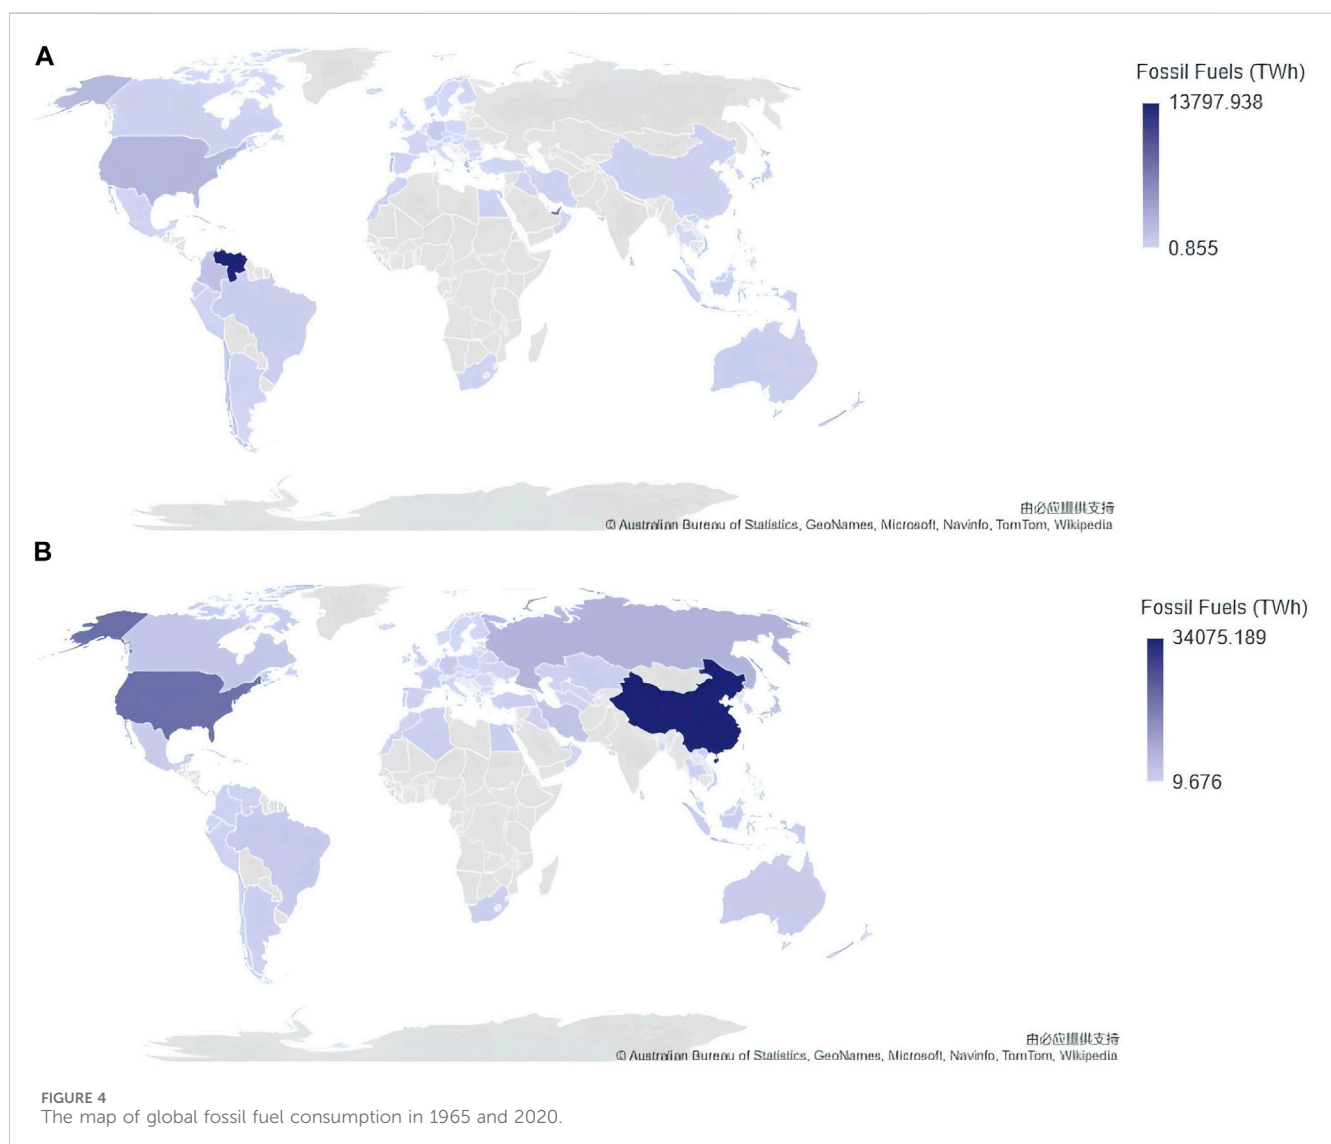 A
Fossil Fuels (TWh)
13797.938
0.855
由必应提供支持
© Australian Bureau of Statistics, GeoNames, Microsoft, Navinfo, TomTom, Wikipedia
B
Fossil Fuels (TWh)
34075.189
9.676
由必应提供支持
© Australian Bureau of Statistics, GeoNames, Microsoft, Navinfo, TomTom, Wikipedia
FIGURE 4
The map of global fossil fuel consumption in 1965 and 2020.